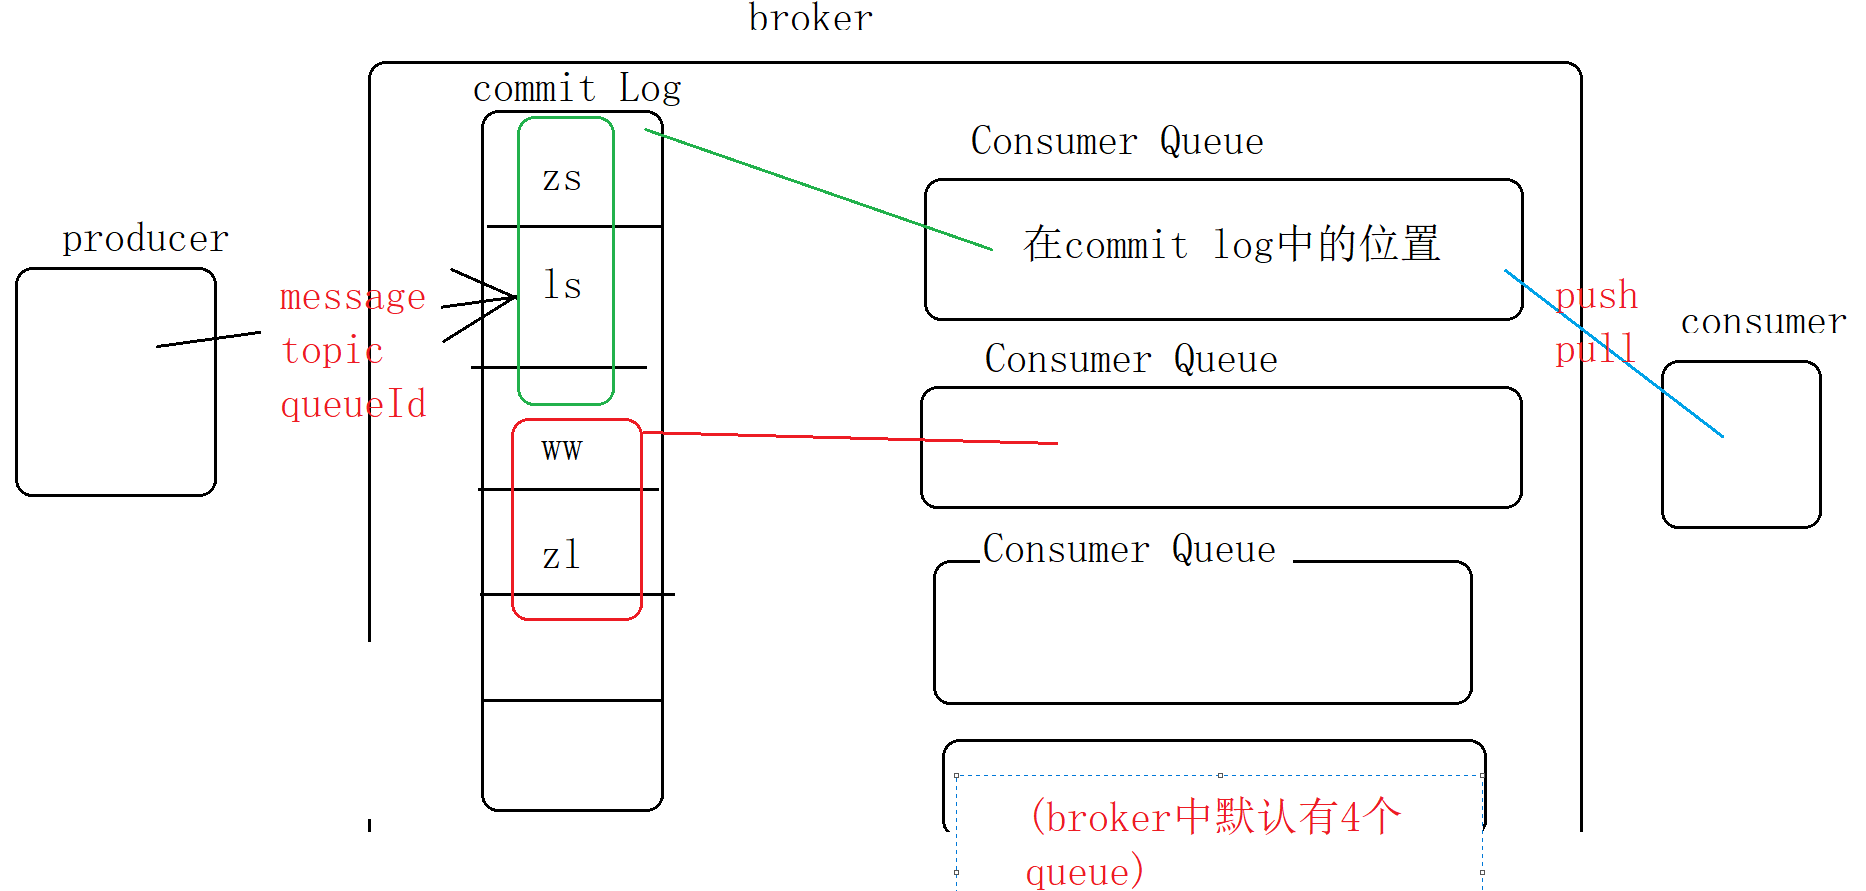 broker
commit Log
zs
ls
ww
zl
producer
message
topic
queueId
Consumer Queue
在commit log中的位置
Consumer Queue
Consumer Queue
(broker中默认有4个
queue)
push
pull
consumer